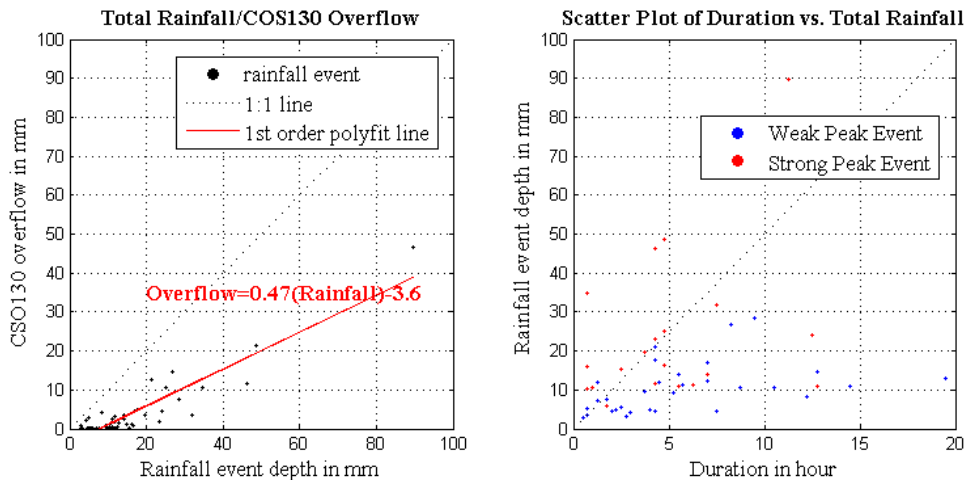 Total Rainfall/COS130 Overflow
100
90
80
70
60
50
40
30
20
10
0
CSO130 overflow in mm
rainfall event
1:1 line
1st order polyfit line
Overflow=0.47(Rainfall)-3.6
0 20 40 60 80 100
Rainfall event depth in mm
Scatter Plot of Duration vs. Total Rainfall
100
90
80
70
60
50
40
30
20
10
0
Rainfall event depth in mm
Weak Peak Event
Strong Peak Event
0 5 10 15 20
Duration in hour